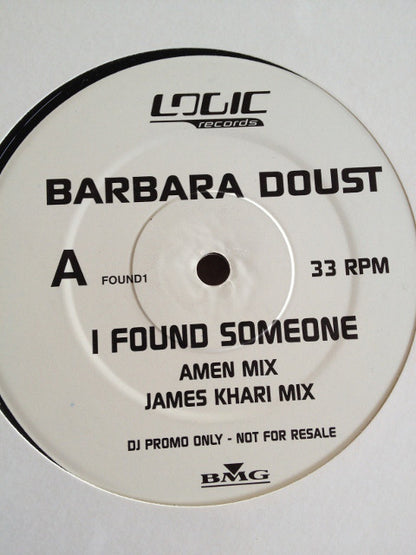 LOGIC
records
BARBARA DOUST
A FOUND1 33 RPM
I FOUND SOMEONE
AMEN MIX
JAMES KHARI MIX
DJ PROMO ONLY - NOT FOR RESALE
BMG